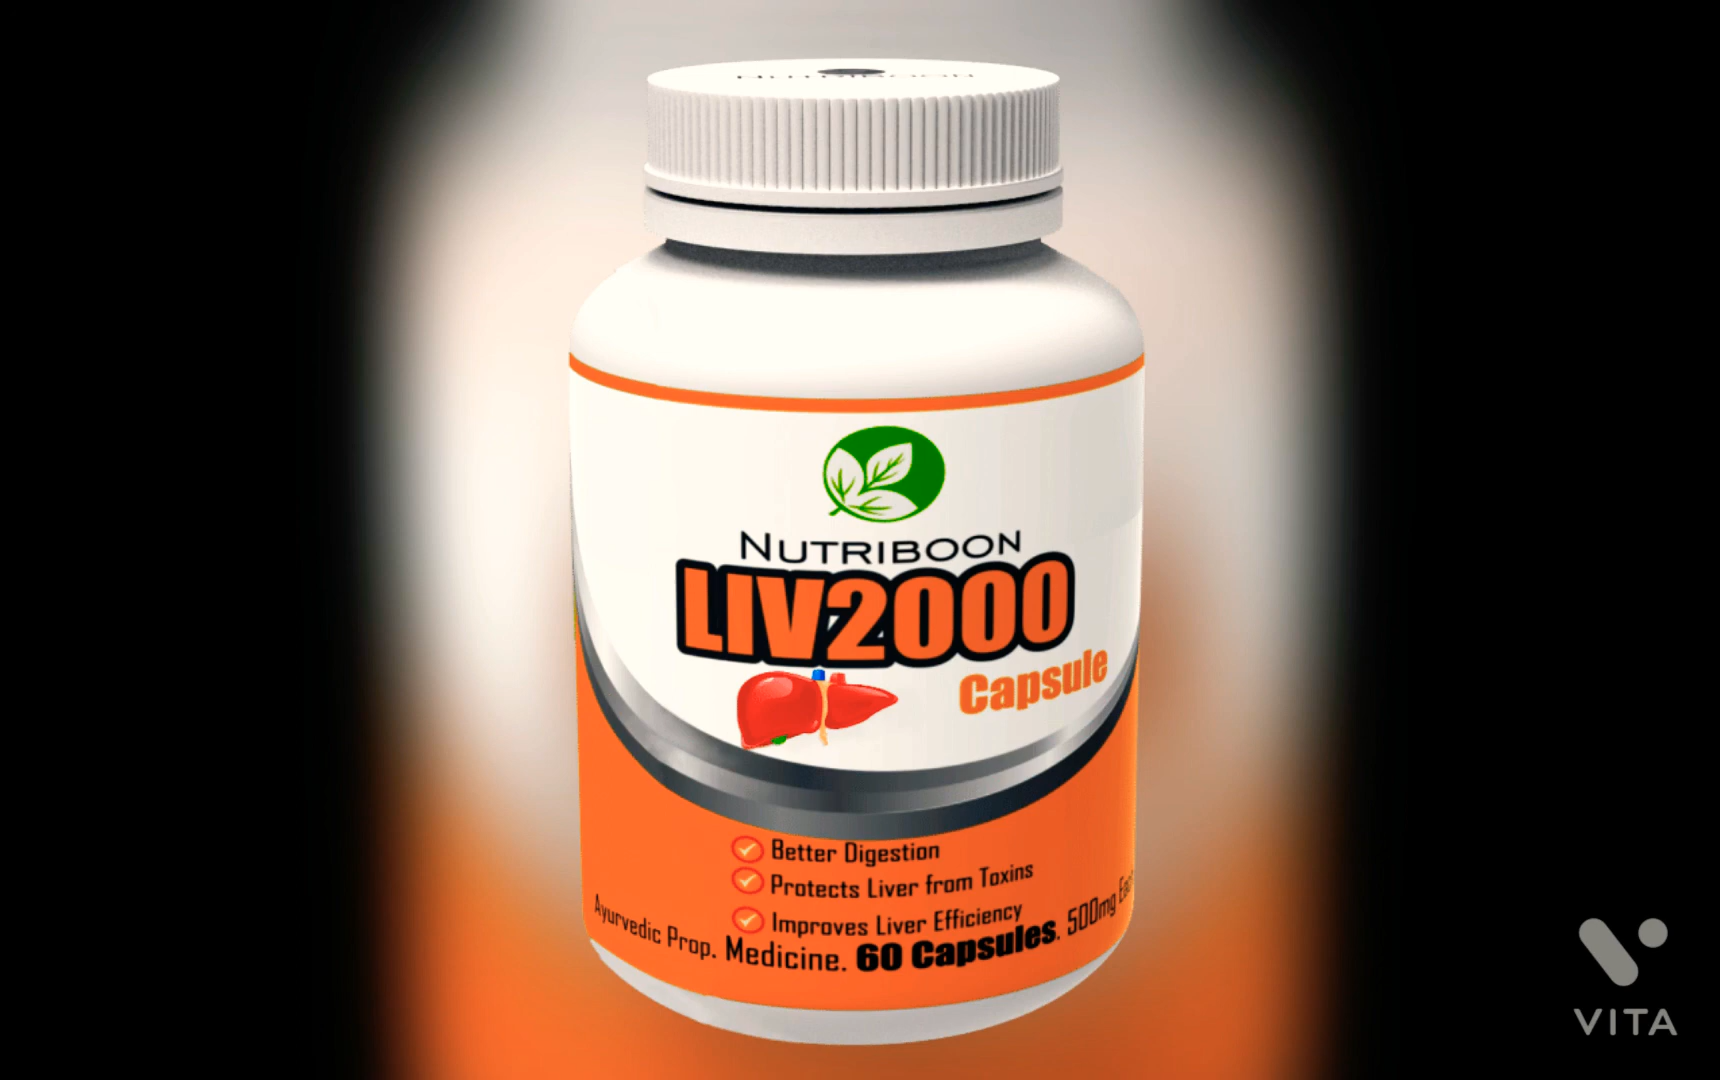 NUTRIBOON
NUTRIBOON
LIV2000
Capsule
Better Digestion
Protects Liver from Toxins
Improves Liver Efficiency
Ayurvedic Prop. Medicine. 60 Capsules. 500mg
VITA